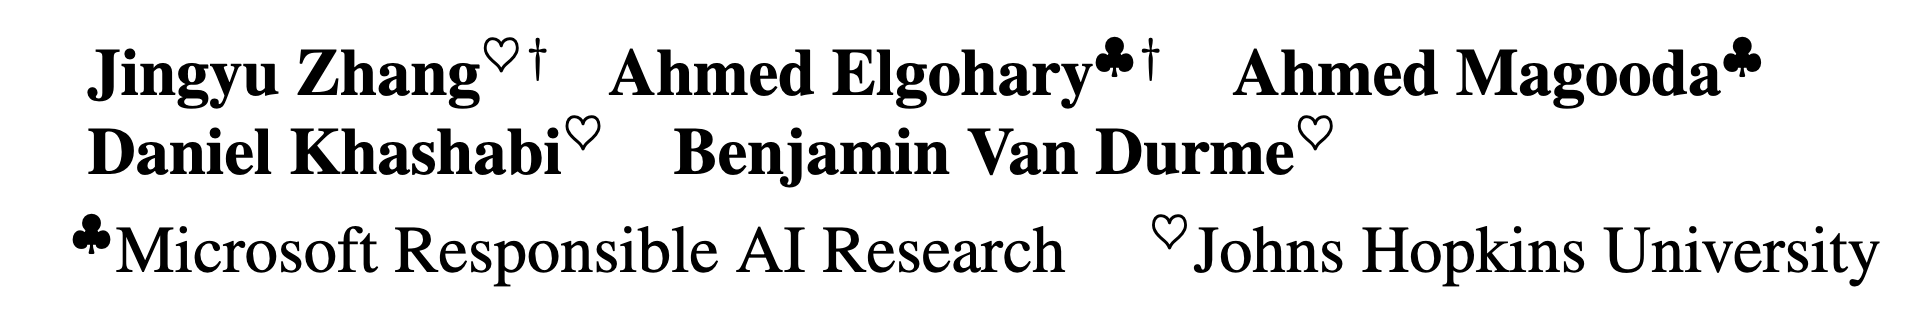 Jingyu Zhang♡† Ahmed Elgohary♣† Ahmed Magooda♣
Daniel Khashabi♡ Benjamin Van Durme♡
♣Microsoft Responsible AI Research ♡Johns Hopkins University